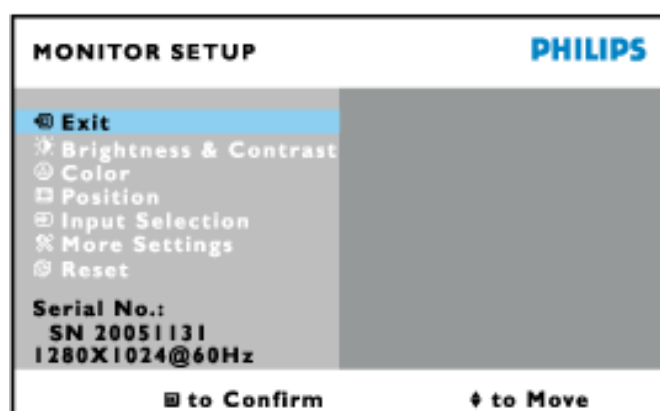 MONITOR SETUP PHILIPS
Exit
Brightness & Contrast
Color
Position
Input Selection
More Settings
Reset
Serial No.:
SN 20051131
1280X1024@60Hz
to Confirm to Move